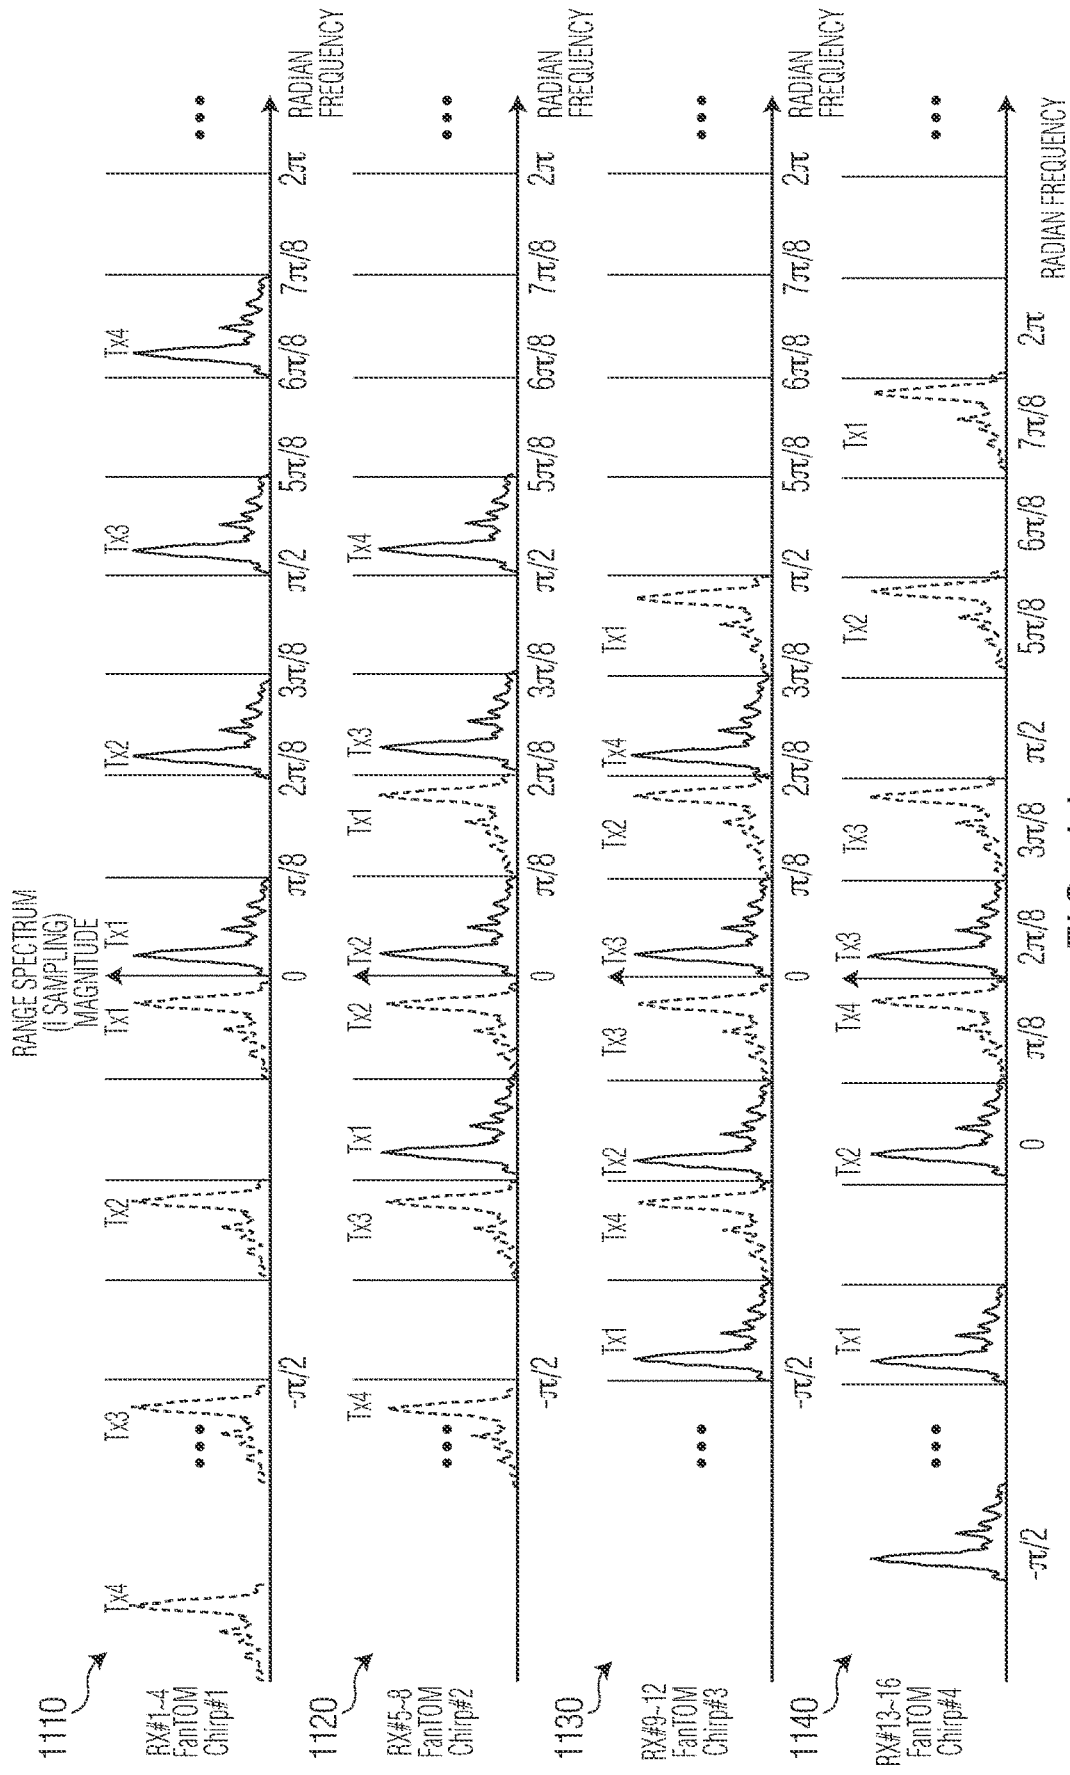 RANGE SPECTRUM
(I SAMPLING)
MAGNITUDE
1110
RX#1~4
FanTOM
Chirp#1
Tx4
Tx3
Tx2
Tx1
Tx1
Tx2
Tx3
Tx4
-π/2
0
π/8
2π/8
3π/8
π/2
5π/8
6π/8
7π/8
2π
RADIAN
FREQUENCY
1120
RX#5~8
FanTOM
Chirp#2
Tx4
Tx3
Tx1
Tx2
Tx2
Tx1
Tx3
Tx4
-π/2
0
π/8
2π/8
3π/8
π/2
5π/8
6π/8
7π/8
2π
RADIAN
FREQUENCY
1130
RX#9~12
FanTOM
Chirp#3
Tx1
Tx4
Tx2
Tx3
Tx3
Tx2
Tx4
Tx1
-π/2
0
π/8
2π/8
3π/8
π/2
5π/8
6π/8
7π/8
2π
RADIAN
FREQUENCY
1140
RX#13~16
FanTOM
Chirp#4
Tx1
Tx2
Tx4
Tx3
Tx3
Tx2
Tx1
-π/2
0
π/8
2π/8
3π/8
π/2
5π/8
6π/8
7π/8
2π
RADIAN FREQUENCY